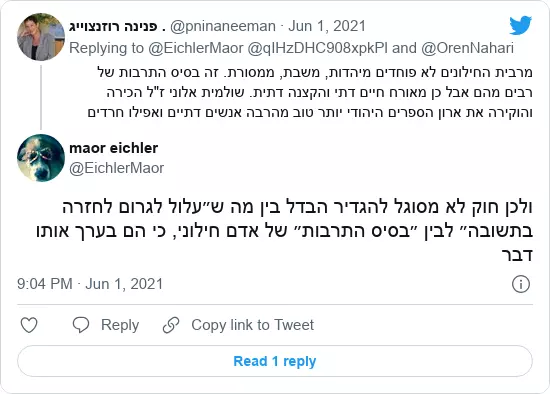 פנינה רוזנצוייג . @pninaneeman · Jun 1, 2021
Replying to @EichlerMaor @qIHzDHC908xpkPl and @OrenNahari
מרבית החילונים לא פוחדים מיהדות, משבת, ממסורת. זה בסיס התרבות של
רבים מהם אבל כן מאורח חיים דתי והקצנה דתית. שולמית אלוני ז"ל הכירה
והוקירה את ארון הספרים היהודי יותר טוב מהרבה אנשים דתיים ואפילו חרדים
maor eichler
@EichlerMaor
ולכן חוק לא מסוגל להגדיר הבדל בין מה ש״עלול לגרום לחזרה
בתשובה״ לבין ״בסיס התרבות״ של אדם חילוני, כי הם בערך אותו
דבר
9:04 PM · Jun 1, 2021
Reply Copy link to Tweet
Read 1 reply